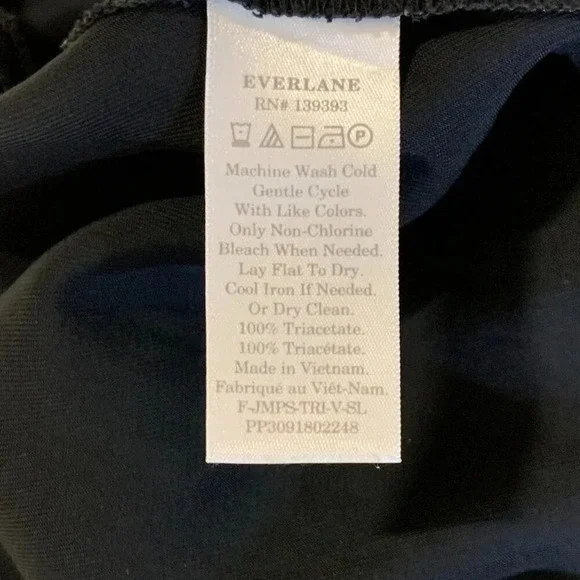 EVERLANE
RN# 139393
P
Machine Wash Cold
Gentle Cycle
With Like Colors.
Only Non-Chlorine
Bleach When Needed.
Lay Flat To Dry.
Cool Iron If Needed.
Or Dry Clean.
100% Triacetate.
100% Triacétate.
Made in Vietnam.
Fabriqué au Viêt-Nam.
F-JMPS-TRI-V-SL
PP3091802248